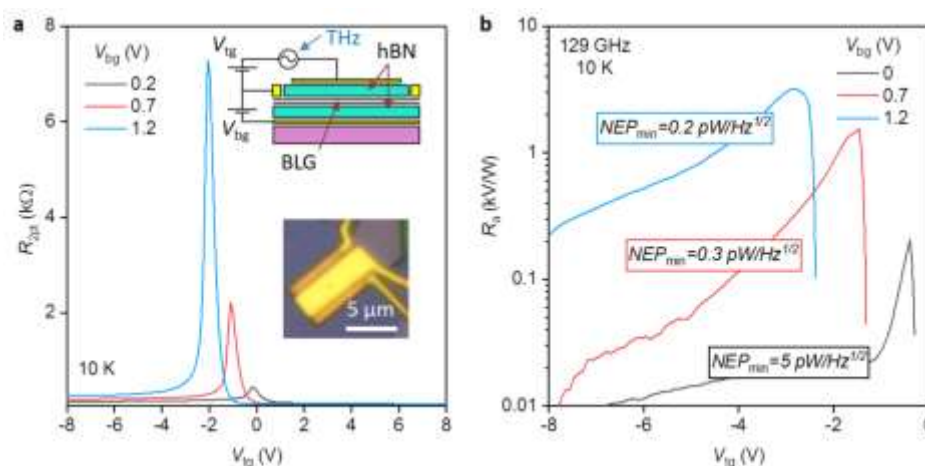 a
b
V_bg (V)
0.2
0.7
1.2
V_tg
THz
hBN
V_bg
BLG
5 μm
10 K
R_2pt (kΩ)
8
6
4
2
-8 -6 -4 -2 0 2 4 6 8
V_tg (V)
129 GHz
10 K
V_bg (V)
0
0.7
1.2
NEP_min=0.2 pW/Hz^1/2
NEP_min=0.3 pW/Hz^1/2
NEP_min=5 pW/Hz^1/2
R_a (kV/W)
10
1
0.1
0.01
-8 -6 -4 -2 0
V_tg (V)